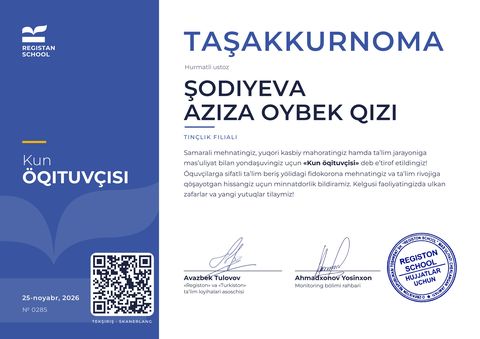 REGISTAN
SCHOOL
Kun
ÖQITUVÇISI
25-noyabr, 2026
№ 0285
TEKŞIRIŞ - SKANERLANG
TAŞAKKURNOMA
Hurmatli ustoz
ŞODIYEVA
AZIZA OYBEK QIZI
TINÇLIK FILIALI
Samarali mehnatingiz, yuqori kasbiy mahoratingiz hamda ta'lim jarayoniga
mas'uliyat bilan yondaşuvingiz uçun «Kun öqituvçisi» deb e'tirof etildingiz!
Öquvçilarga sifatli ta'lim beriş yölidagi fidokorona mehnatingiz va ta'lim rivojiga
qöşayotgan hissangiz uçun minnatdorlik bildiramiz. Kelgusi faoliyatingizda ulkan
zafarlar va yangi yutuqlar tilaymiz!
Avazbek Tulovov
«Registon» va «Turkiston»
ta'lim loyihalari asosçhisi
Ahmadxonov Yosinxon
Monitoring bölimi rahbari
REGISTON
SCHOOL
HUJJATLAR
UCHUN